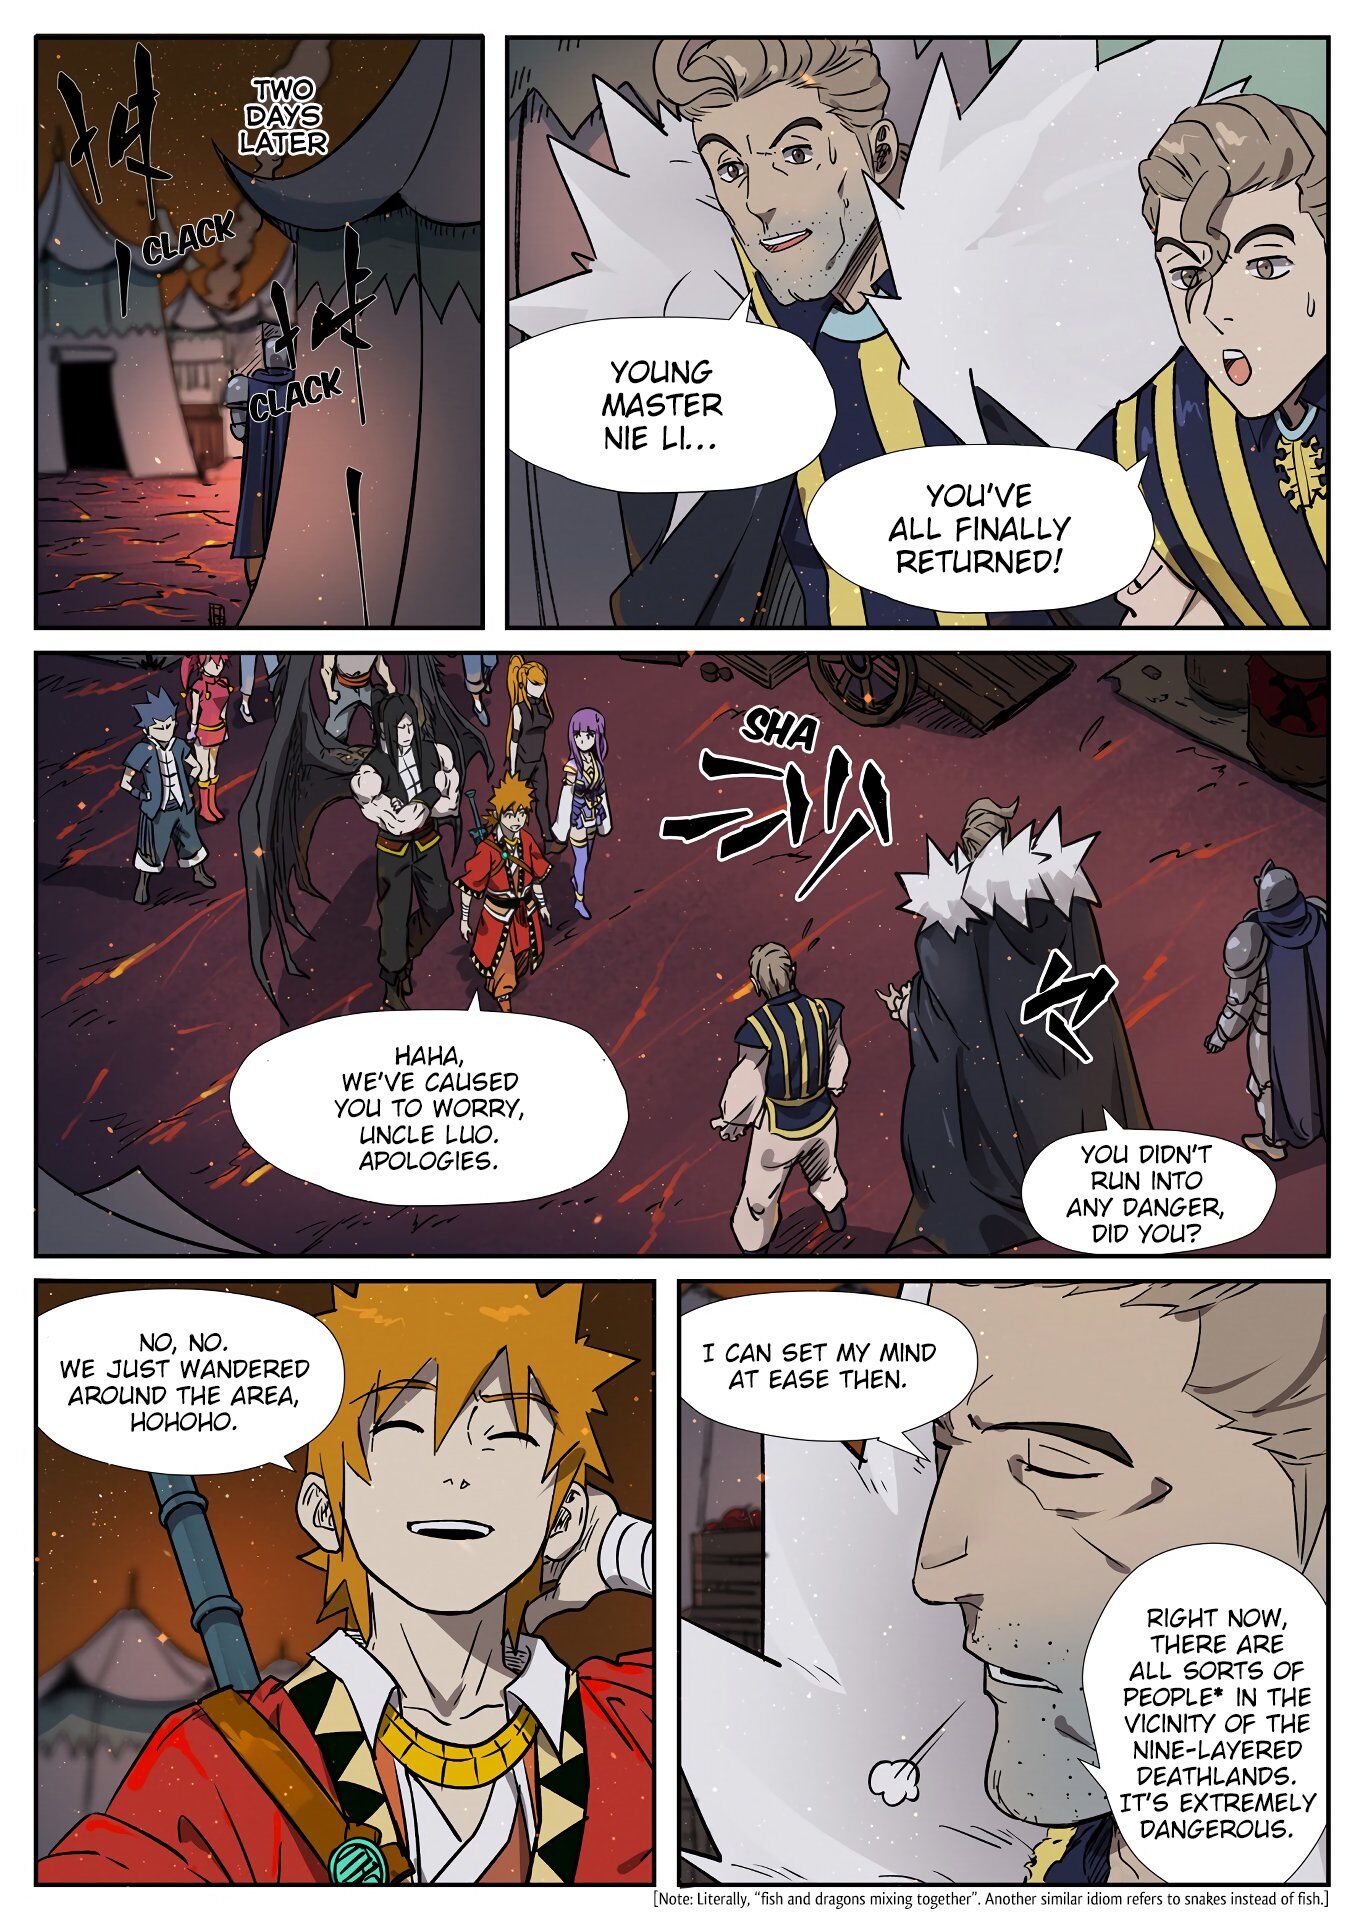 TWO
DAYS
LATER
CLACK
CLACK
YOUNG
MASTER
NIE LI...
YOU'VE
ALL FINALLY
RETURNED!
SHA
HAHA,
WE'VE CAUSED
YOU TO WORRY,
UNCLE LUO.
APOLOGIES.
YOU DIDN'T
RUN INTO
ANY DANGER,
DID YOU?
NO, NO.
WE JUST WANDERED
AROUND THE AREA,
HOHOHO.
I CAN SET MY MIND
AT EASE THEN.
RIGHT NOW,
THERE ARE
ALL SORTS OF
PEOPLE* IN THE
VICINITY OF THE
NINE-LAYERED
DEATHLANDS.
IT'S EXTREMELY
DANGEROUS.
[Note: Literally, “fish and dragons mixing together”. Another similar idiom refers to snakes instead of fish.]